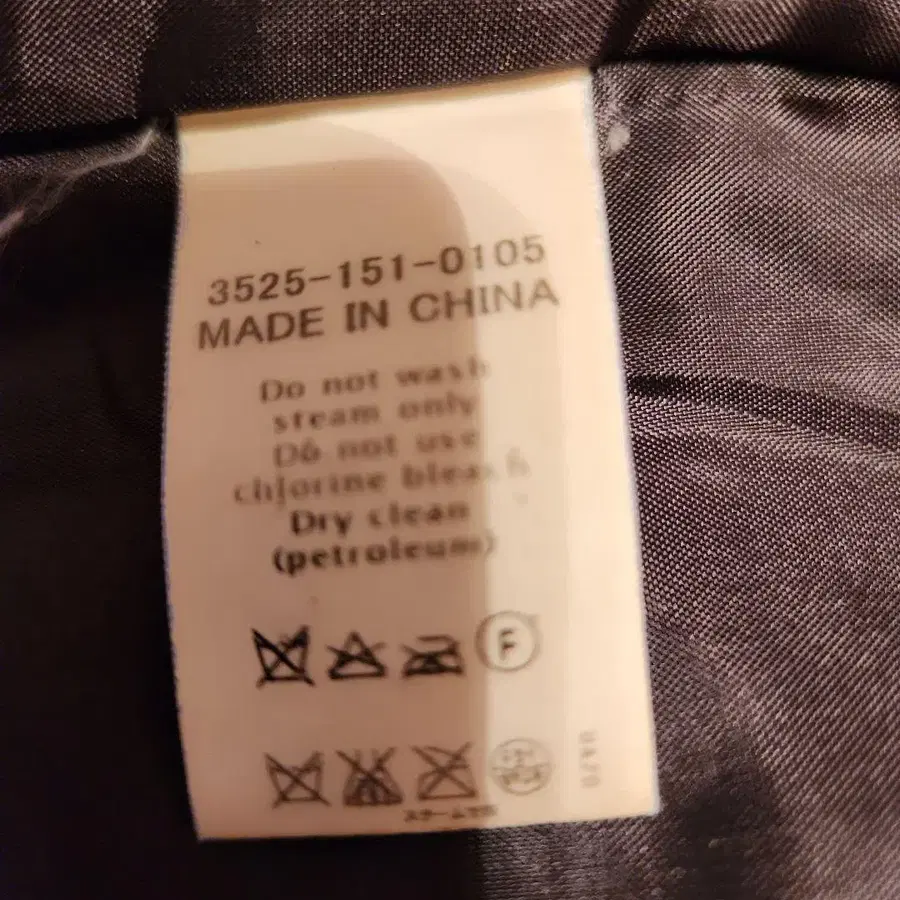 3525-151-0105
MADE IN CHINA
Do not wash
steam only
Do not use
chlorine bleach
Dry clean
(petroleum)
F